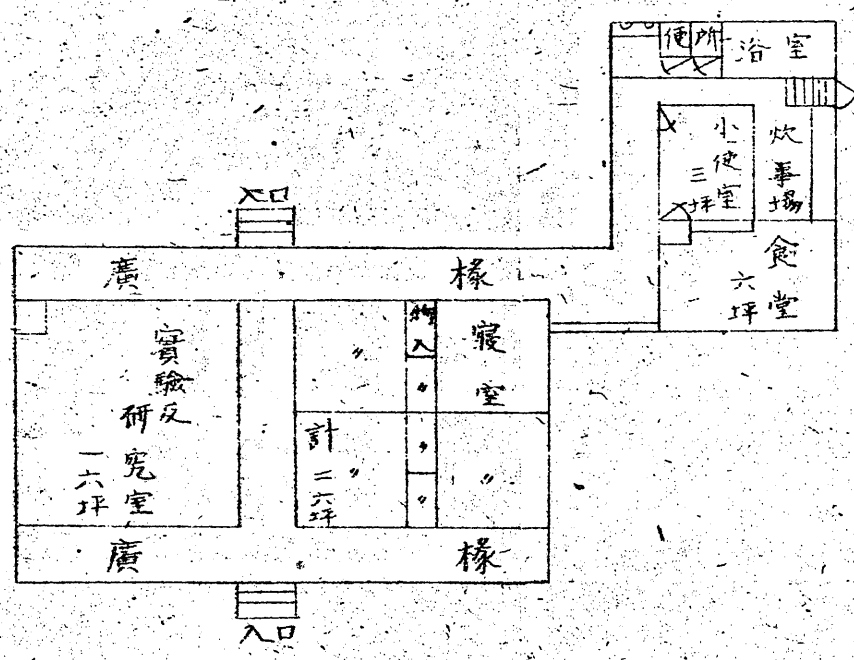 便所
浴室
炊事場
小使室
三坪
食堂
六坪
入口
廣椽
實驗及
研究室
一六坪
〃
物入
寢室
計二六坪
〃
〃
〃
〃
〃
廣椽
入口